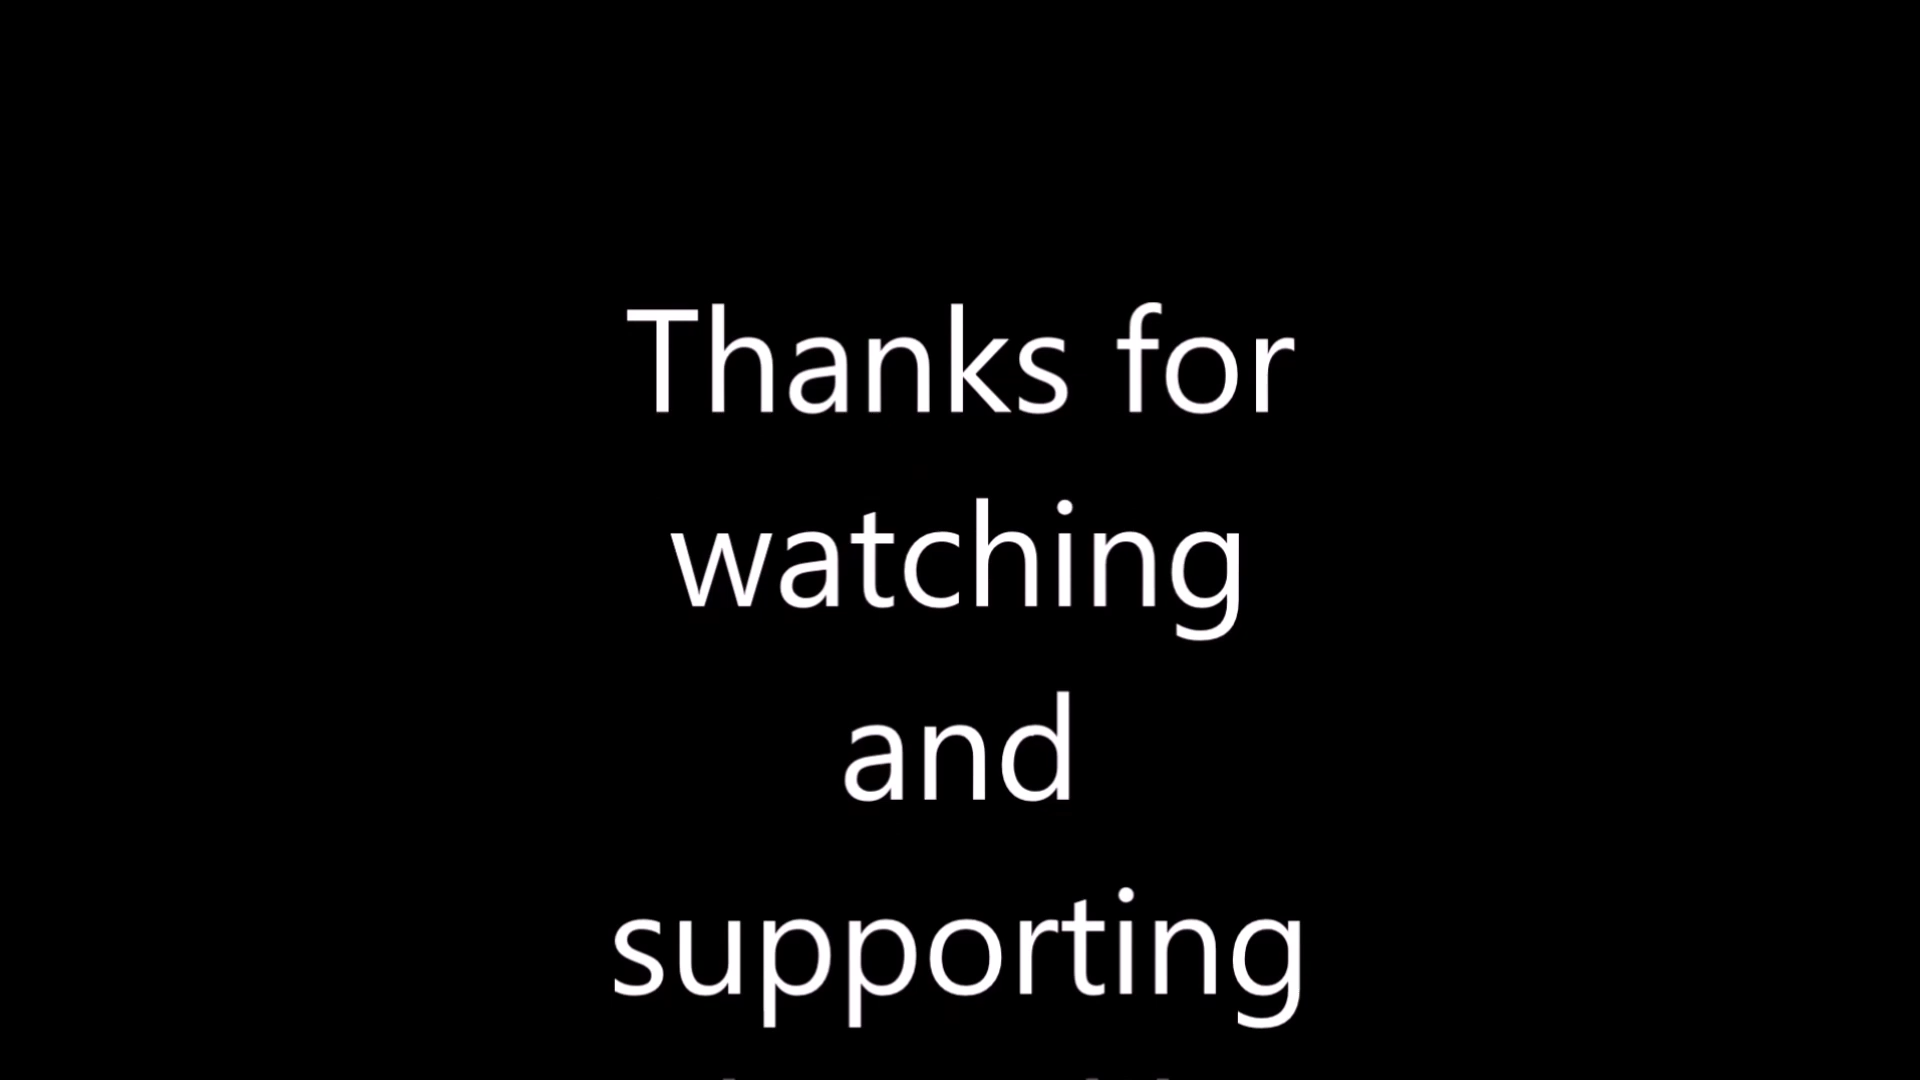 Thanks for
watching
and
supporting